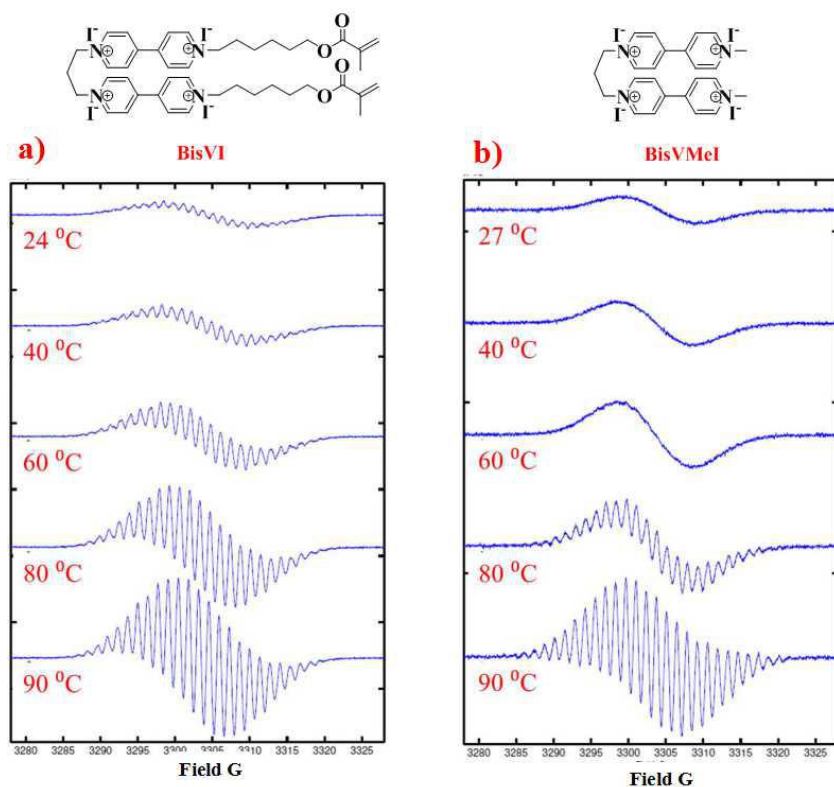 I⁻ I⁻
N⊕ ⊕N O O
N⊕ ⊕N O O
I⁻ I⁻
I⁻ I⁻
N⊕ ⊕N
N⊕ ⊕N
I⁻ I⁻
a) BisVI
b) BisVMeI
24 ⁰C
40 ⁰C
60 ⁰C
80 ⁰C
90 ⁰C
3280 3285 3290 3295 3300 3305 3310 3315 3320 3325
Field G
27 ⁰C
40 ⁰C
60 ⁰C
80 ⁰C
90 ⁰C
3280 3285 3290 3295 3300 3305 3310 3315 3320 3325
Field G